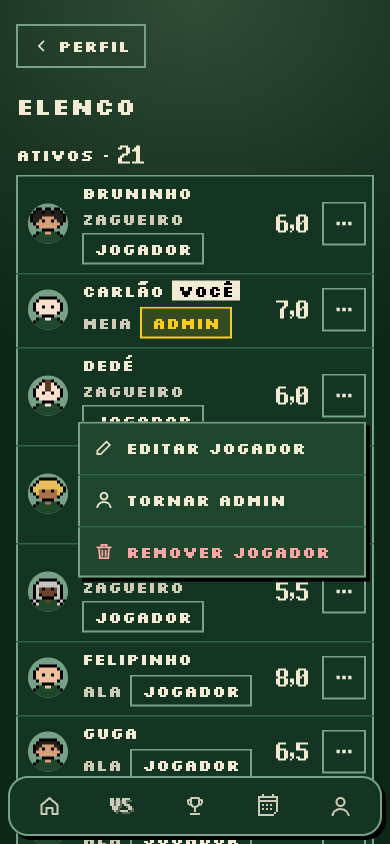 PERFIL
ELENCO
ATIVOS · 21
BRUNINHO
ZAGUEIRO
JOGADOR
6,0
CARLÃO VOCÊ
MEIA ADMIN
7,0
DEDÉ
ZAGUEIRO
JOGADOR
6,0
EDITAR JOGADOR
TORNAR ADMIN
REMOVER JOGADOR
ZAGUEIRO
JOGADOR
5,5
FELIPINHO
ALA JOGADOR
8,0
GUGA
ALA JOGADOR
6,5
VS